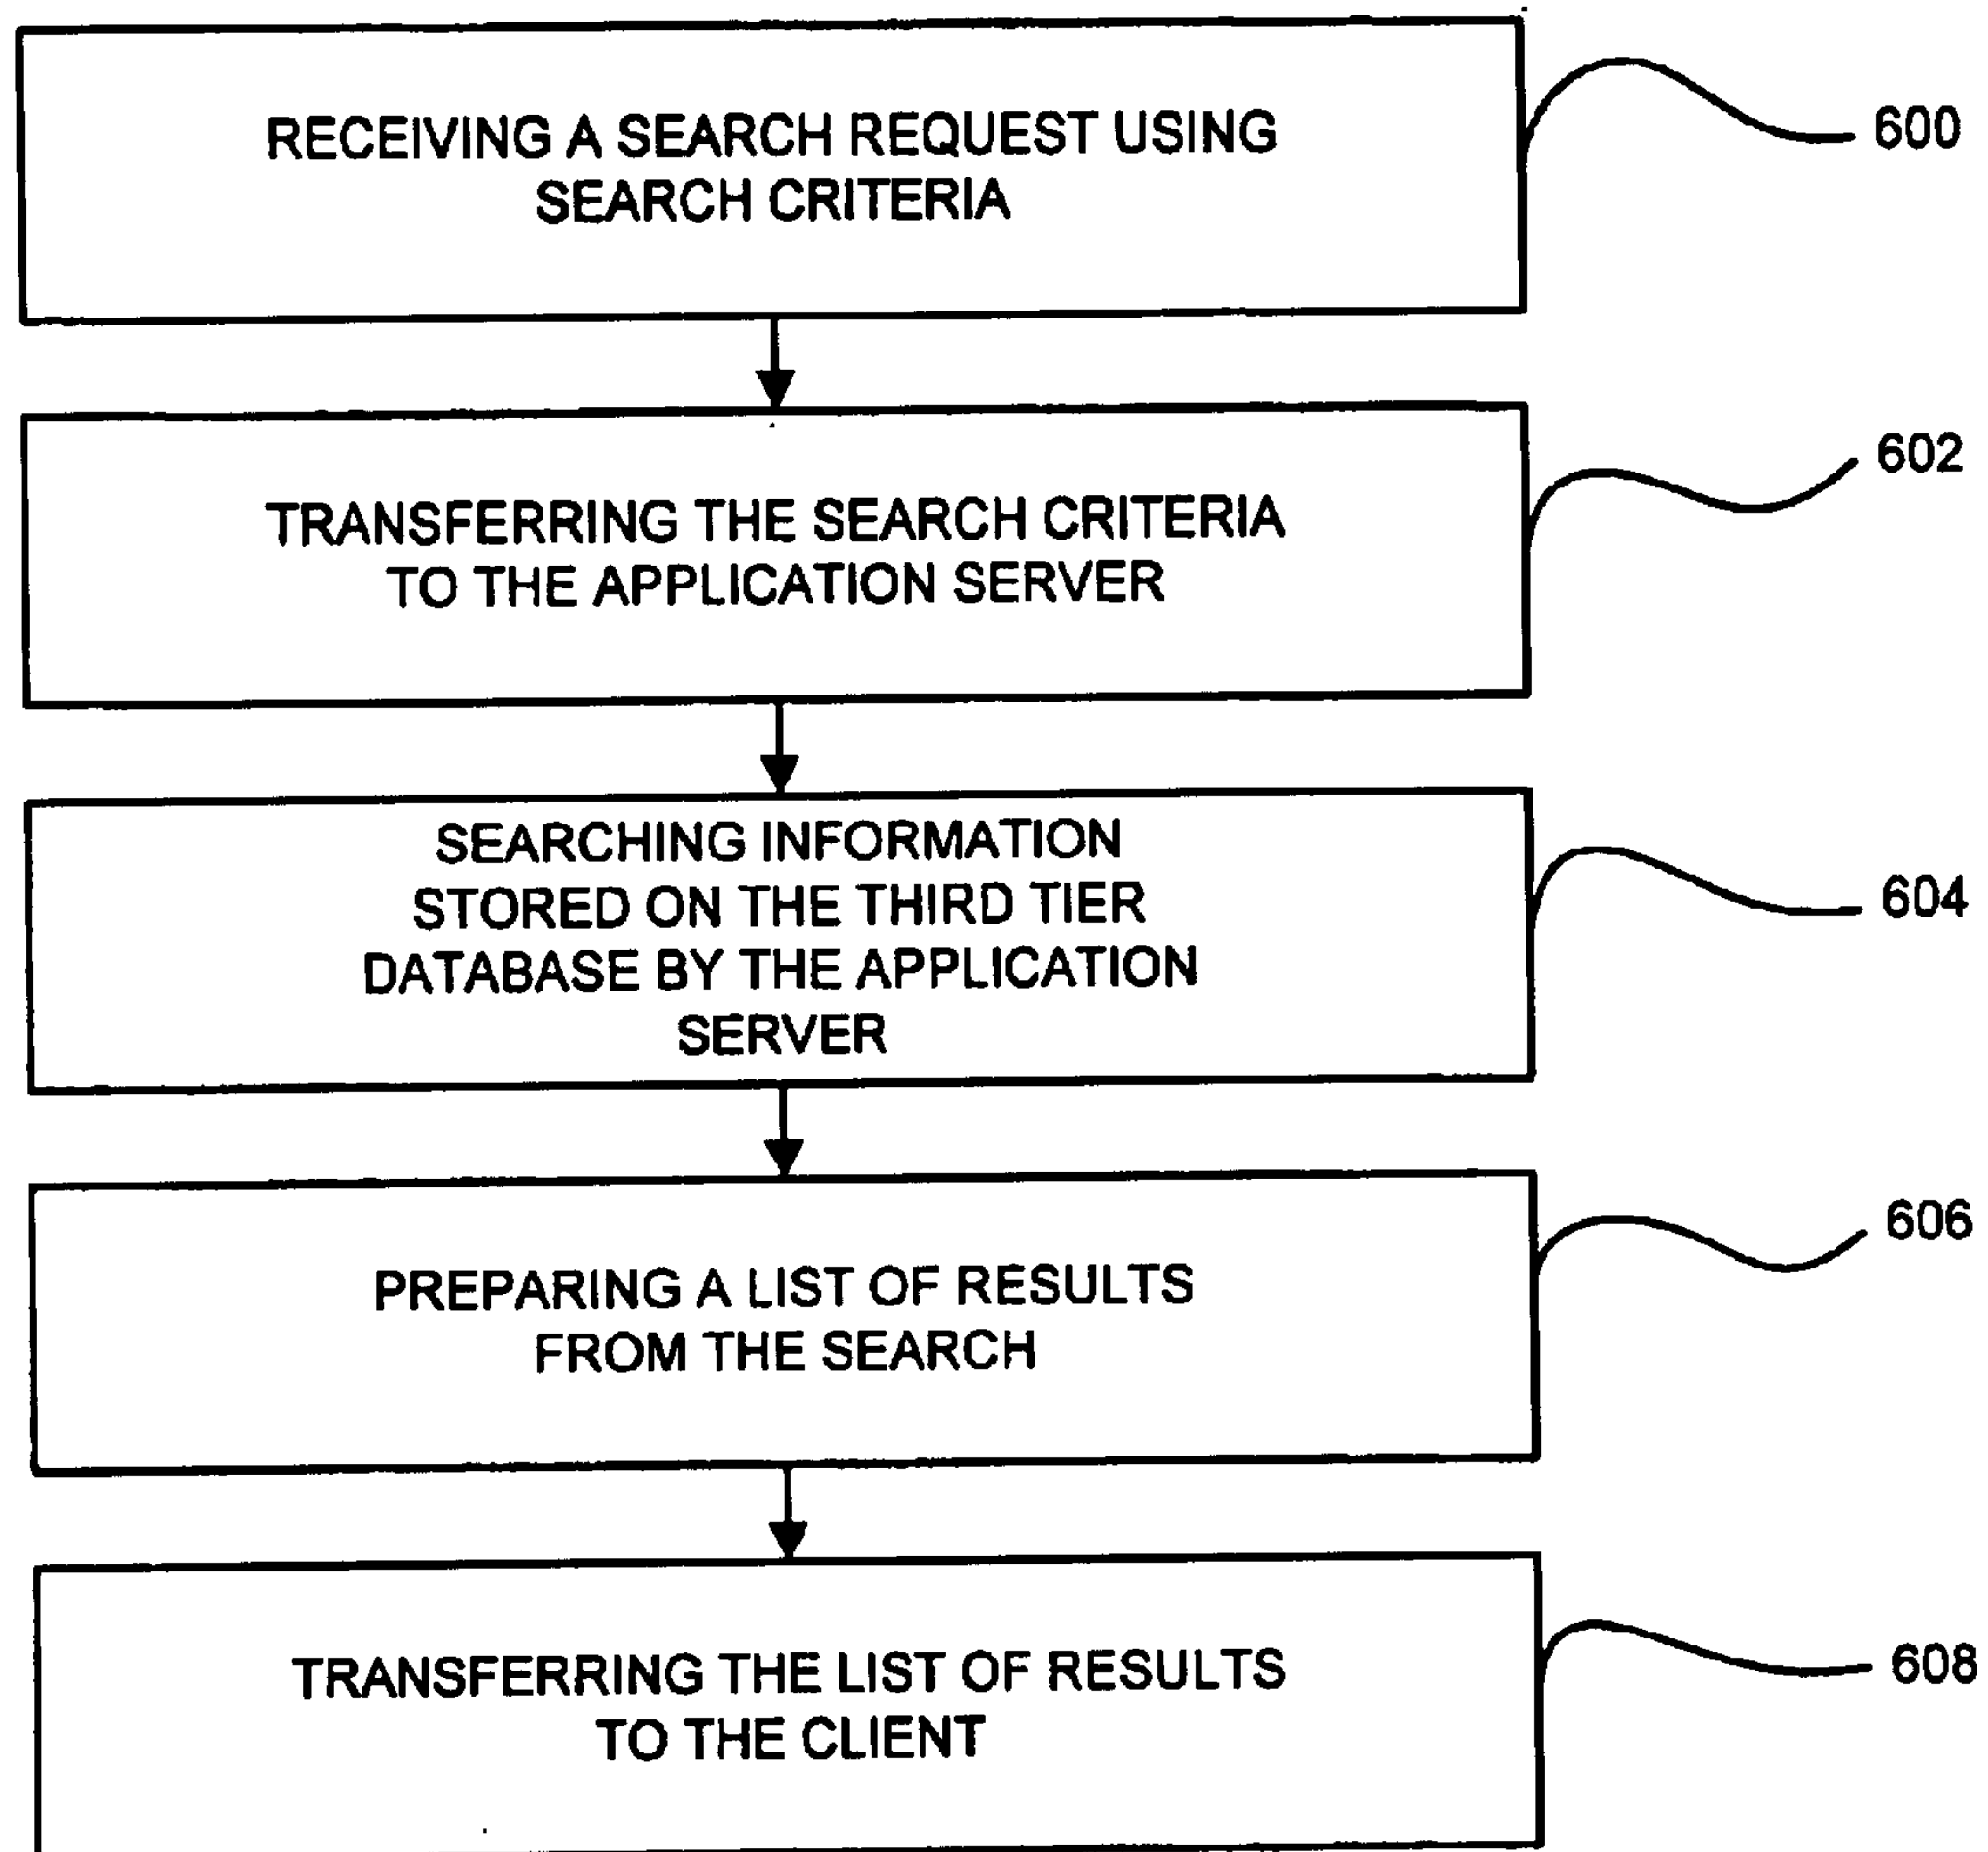 RECEIVING A SEARCH REQUEST USING
SEARCH CRITERIA
600
TRANSFERRING THE SEARCH CRITERIA
TO THE APPLICATION SERVER
602
SEARCHING INFORMATION
STORED ON THE THIRD TIER
DATABASE BY THE APPLICATION
SERVER
604
PREPARING A LIST OF RESULTS
FROM THE SEARCH
606
TRANSFERRING THE LIST OF RESULTS
TO THE CLIENT
608